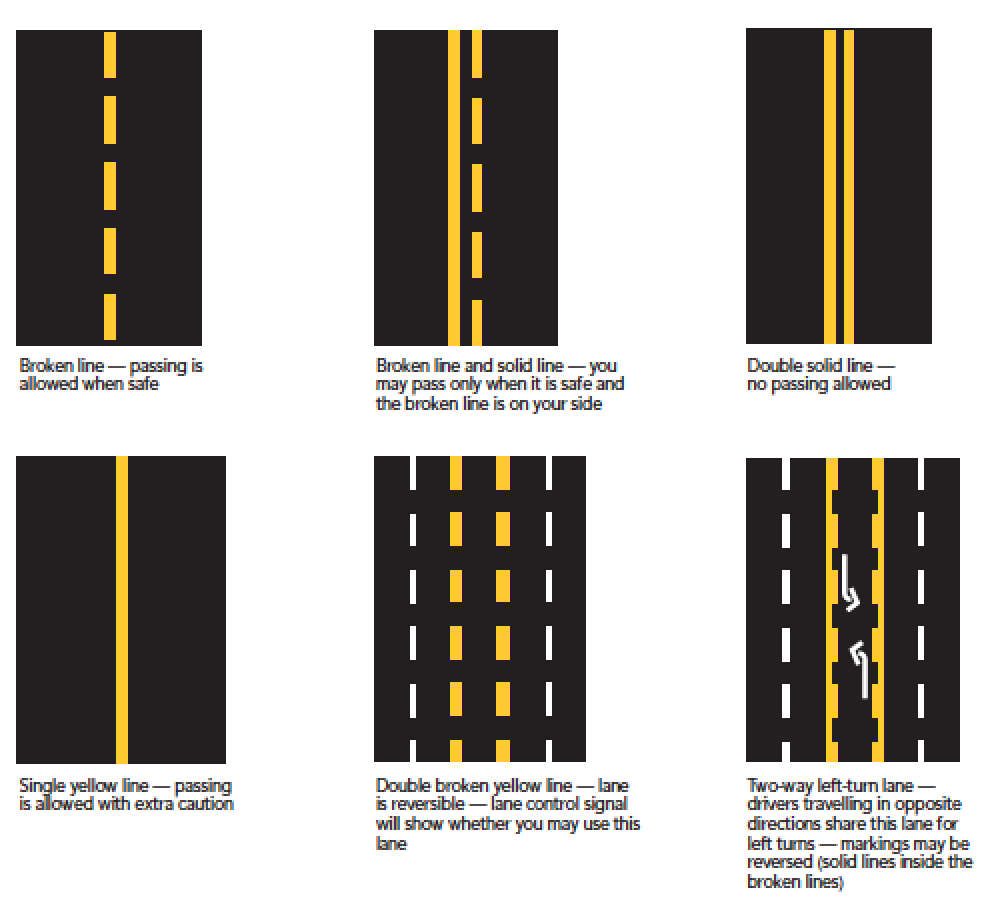 Broken line — passing is
allowed when safe
Broken line and solid line — you
may pass only when it is safe and
the broken line is on your side
Double solid line —
no passing allowed
Single yellow line — passing
is allowed with extra caution
Double broken yellow line — lane
is reversible — lane control signal
will show whether you may use this
lane
Two-way left-turn lane —
drivers travelling in opposite
directions share this lane for
left turns — markings may be
reversed (solid lines inside the
broken lines)